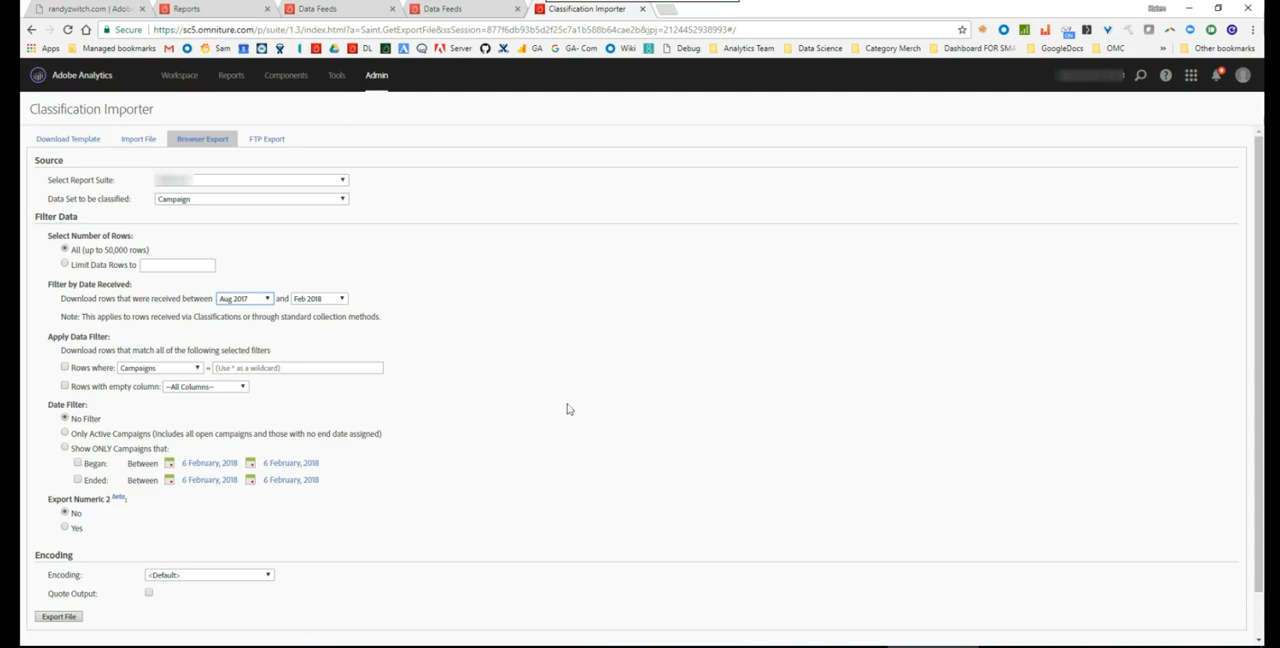 randyzwitch.com | Adob
Reports
Data Feeds
Data Feeds
Classification Importer
Secure | https://sc5.omniture.com/p/suite/1.3/index.html?a=Saint.GetExportFile&ssSession=877f6db93b5d2f25c7a1b588b64cae2b&jpj=2124452938993#/
Apps Managed bookmarks Sam DL Server GA GA-Com Wiki Debug Analytics Team Data Science Category Merch Dashboard FOR SMA GoogleDocs OMC » Other bookmarks
Adobe Analytics Workspace Reports Components Tools Admin
Classification Importer
Download Template Import File Browser Export FTP Export
Source
Select Report Suite:
Data Set to be classified: Campaign
Filter Data
Select Number of Rows:
All (up to 50,000 rows)
Limit Data Rows to
Filter by Date Received:
Download rows that were received between Aug 2017 and Feb 2018
Note: This applies to rows received via Classifications or through standard collection methods.
Apply Data Filter:
Download rows that match all of the following selected filters
Rows where: Campaigns = (Use * as a wildcard)
Rows with empty column: --All Columns--
Date Filter:
No Filter
Only Active Campaigns (includes all open campaigns and those with no end date assigned)
Show ONLY Campaigns that:
Began: Between 6 February, 2018 6 February, 2018
Ended: Between 6 February, 2018 6 February, 2018
Export Numeric 2 beta:
No
Yes
Encoding
Encoding: <Default>
Quote Output:
Export File